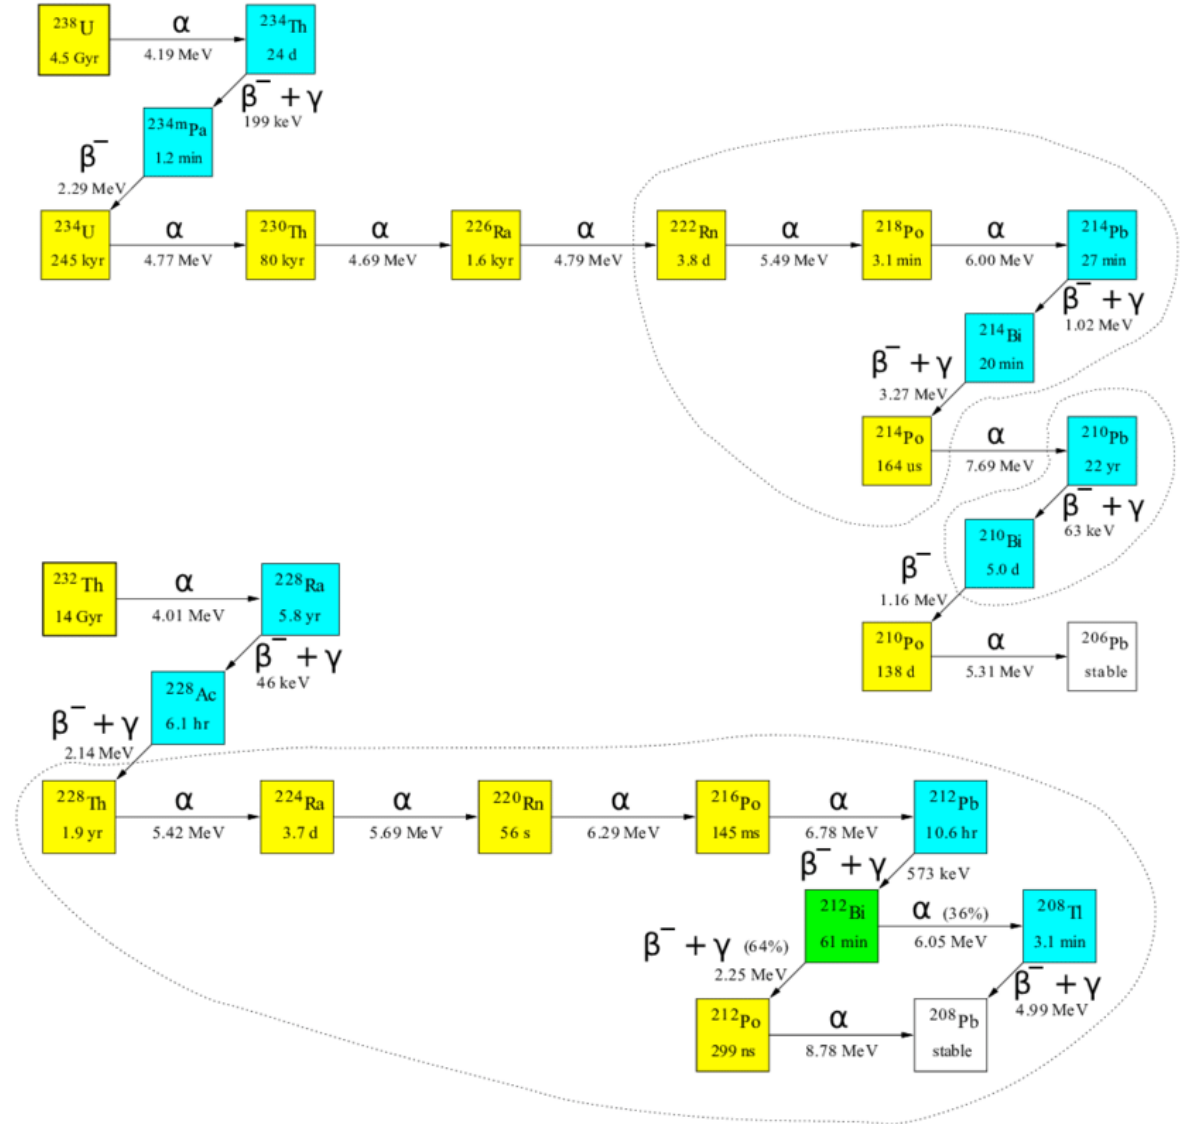 ²³⁸U α ²³⁴Th
4.5 Gyr 4.19 MeV 24 d
β⁻ + γ
199 keV
²³⁴ᵐPa
1.2 min
β⁻
2.29 MeV
²³⁴U α ²³⁰Th α ²²⁶Ra α ²²²Rn α ²¹⁸Po α ²¹⁴Pb
245 kyr 4.77 MeV 80 kyr 4.69 MeV 1.6 kyr 4.79 MeV 3.8 d 5.49 MeV 3.1 min 6.00 MeV 27 min
β⁻ + γ
1.02 MeV
²¹⁴Bi
20 min
β⁻ + γ
3.27 MeV
²¹⁴Po α ²¹⁰Pb
164 us 7.69 MeV 22 yr
β⁻ + γ
63 keV
²¹⁰Bi
5.0 d
β⁻
1.16 MeV
²¹⁰Po α ²⁰⁶Pb
138 d 5.31 MeV stable
²³²Th α ²²⁸Ra
14 Gyr 4.01 MeV 5.8 yr
β⁻ + γ
46 keV
²²⁸Ac
6.1 hr
β⁻ + γ
2.14 MeV
²²⁸Th α ²²⁴Ra α ²²⁰Rn α ²¹⁶Po α ²¹²Pb
1.9 yr 5.42 MeV 3.7 d 5.69 MeV 56 s 6.29 MeV 145 ms 6.78 MeV 10.6 hr
β⁻ + γ
573 keV
²¹²Bi α (36%) ²⁰⁸Tl
61 min 6.05 MeV 3.1 min
β⁻ + γ (64%)
2.25 MeV
β⁻ + γ
4.99 MeV
²¹²Po α ²⁰⁸Pb
299 ns 8.78 MeV stable